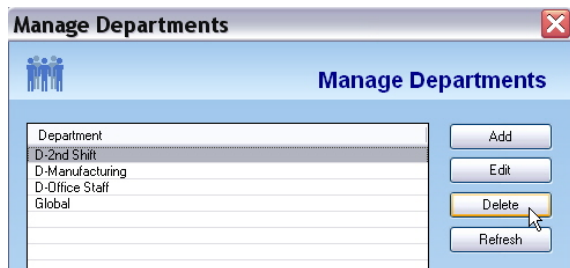 Manage Departments
Manage Departments
Department
D-2nd Shift
D-Manufacturing
D-Office Staff
Global
Add
Edit
Delete
Refresh